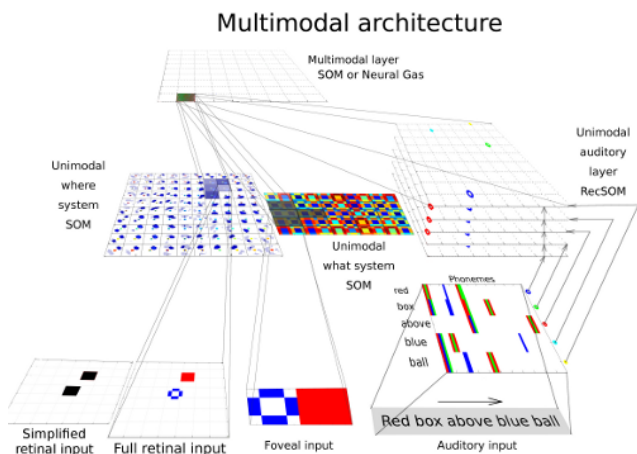 Multimodal architecture
Multimodal layer
SOM or Neural Gas
Unimodal
where
system
SOM
Unimodal
auditory
layer
RecSOM
Unimodal
what system
SOM
Phonemes
red
box
above
blue
ball
Red box above blue ball
Simplified
retinal input
Full retinal input
Foveal input
Auditory input